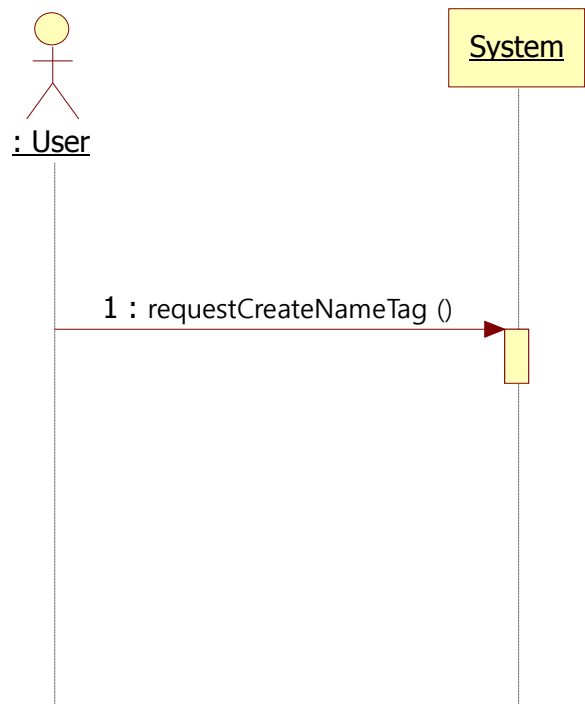 System
: User
1 : requestCreateNameTag ()